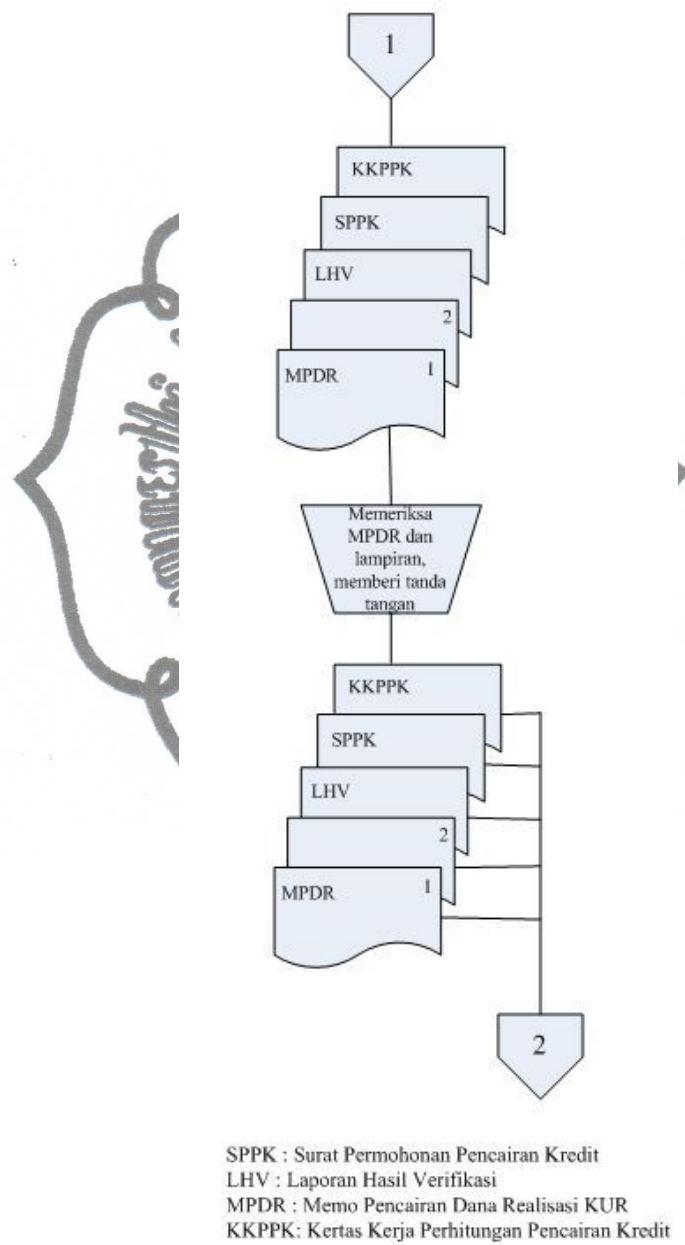 1
KKPPK
SPPK
LHV
2
MPDR 1
Memeriksa
MPDR dan
lampiran,
memberi tanda
tangan
KKPPK
SPPK
LHV
2
MPDR 1
2
SPPK : Surat Permohonan Pencairan Kredit
LHV : Laporan Hasil Verifikasi
MPDR : Memo Pencairan Dana Realisasi KUR
KKPPK: Kertas Kerja Perhitungan Pencairan Kredit